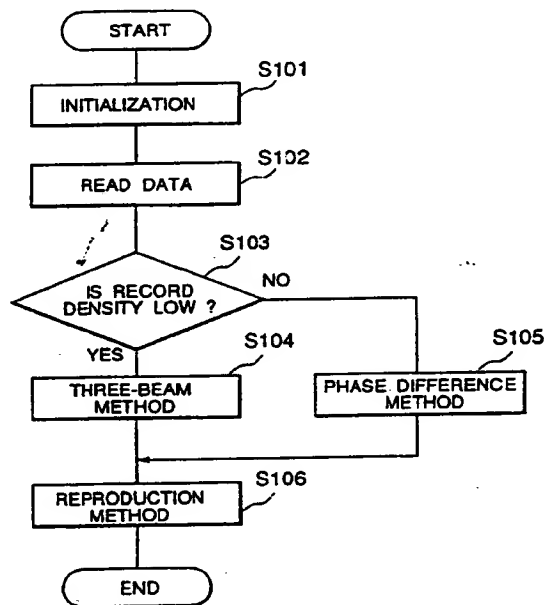 START
S101
INITIALIZATION
S102
READ DATA
S103
IS RECORD
DENSITY LOW ?
NO
YES
S104
THREE-BEAM
METHOD
S105
PHASE DIFFERENCE
METHOD
S106
REPRODUCTION
METHOD
END